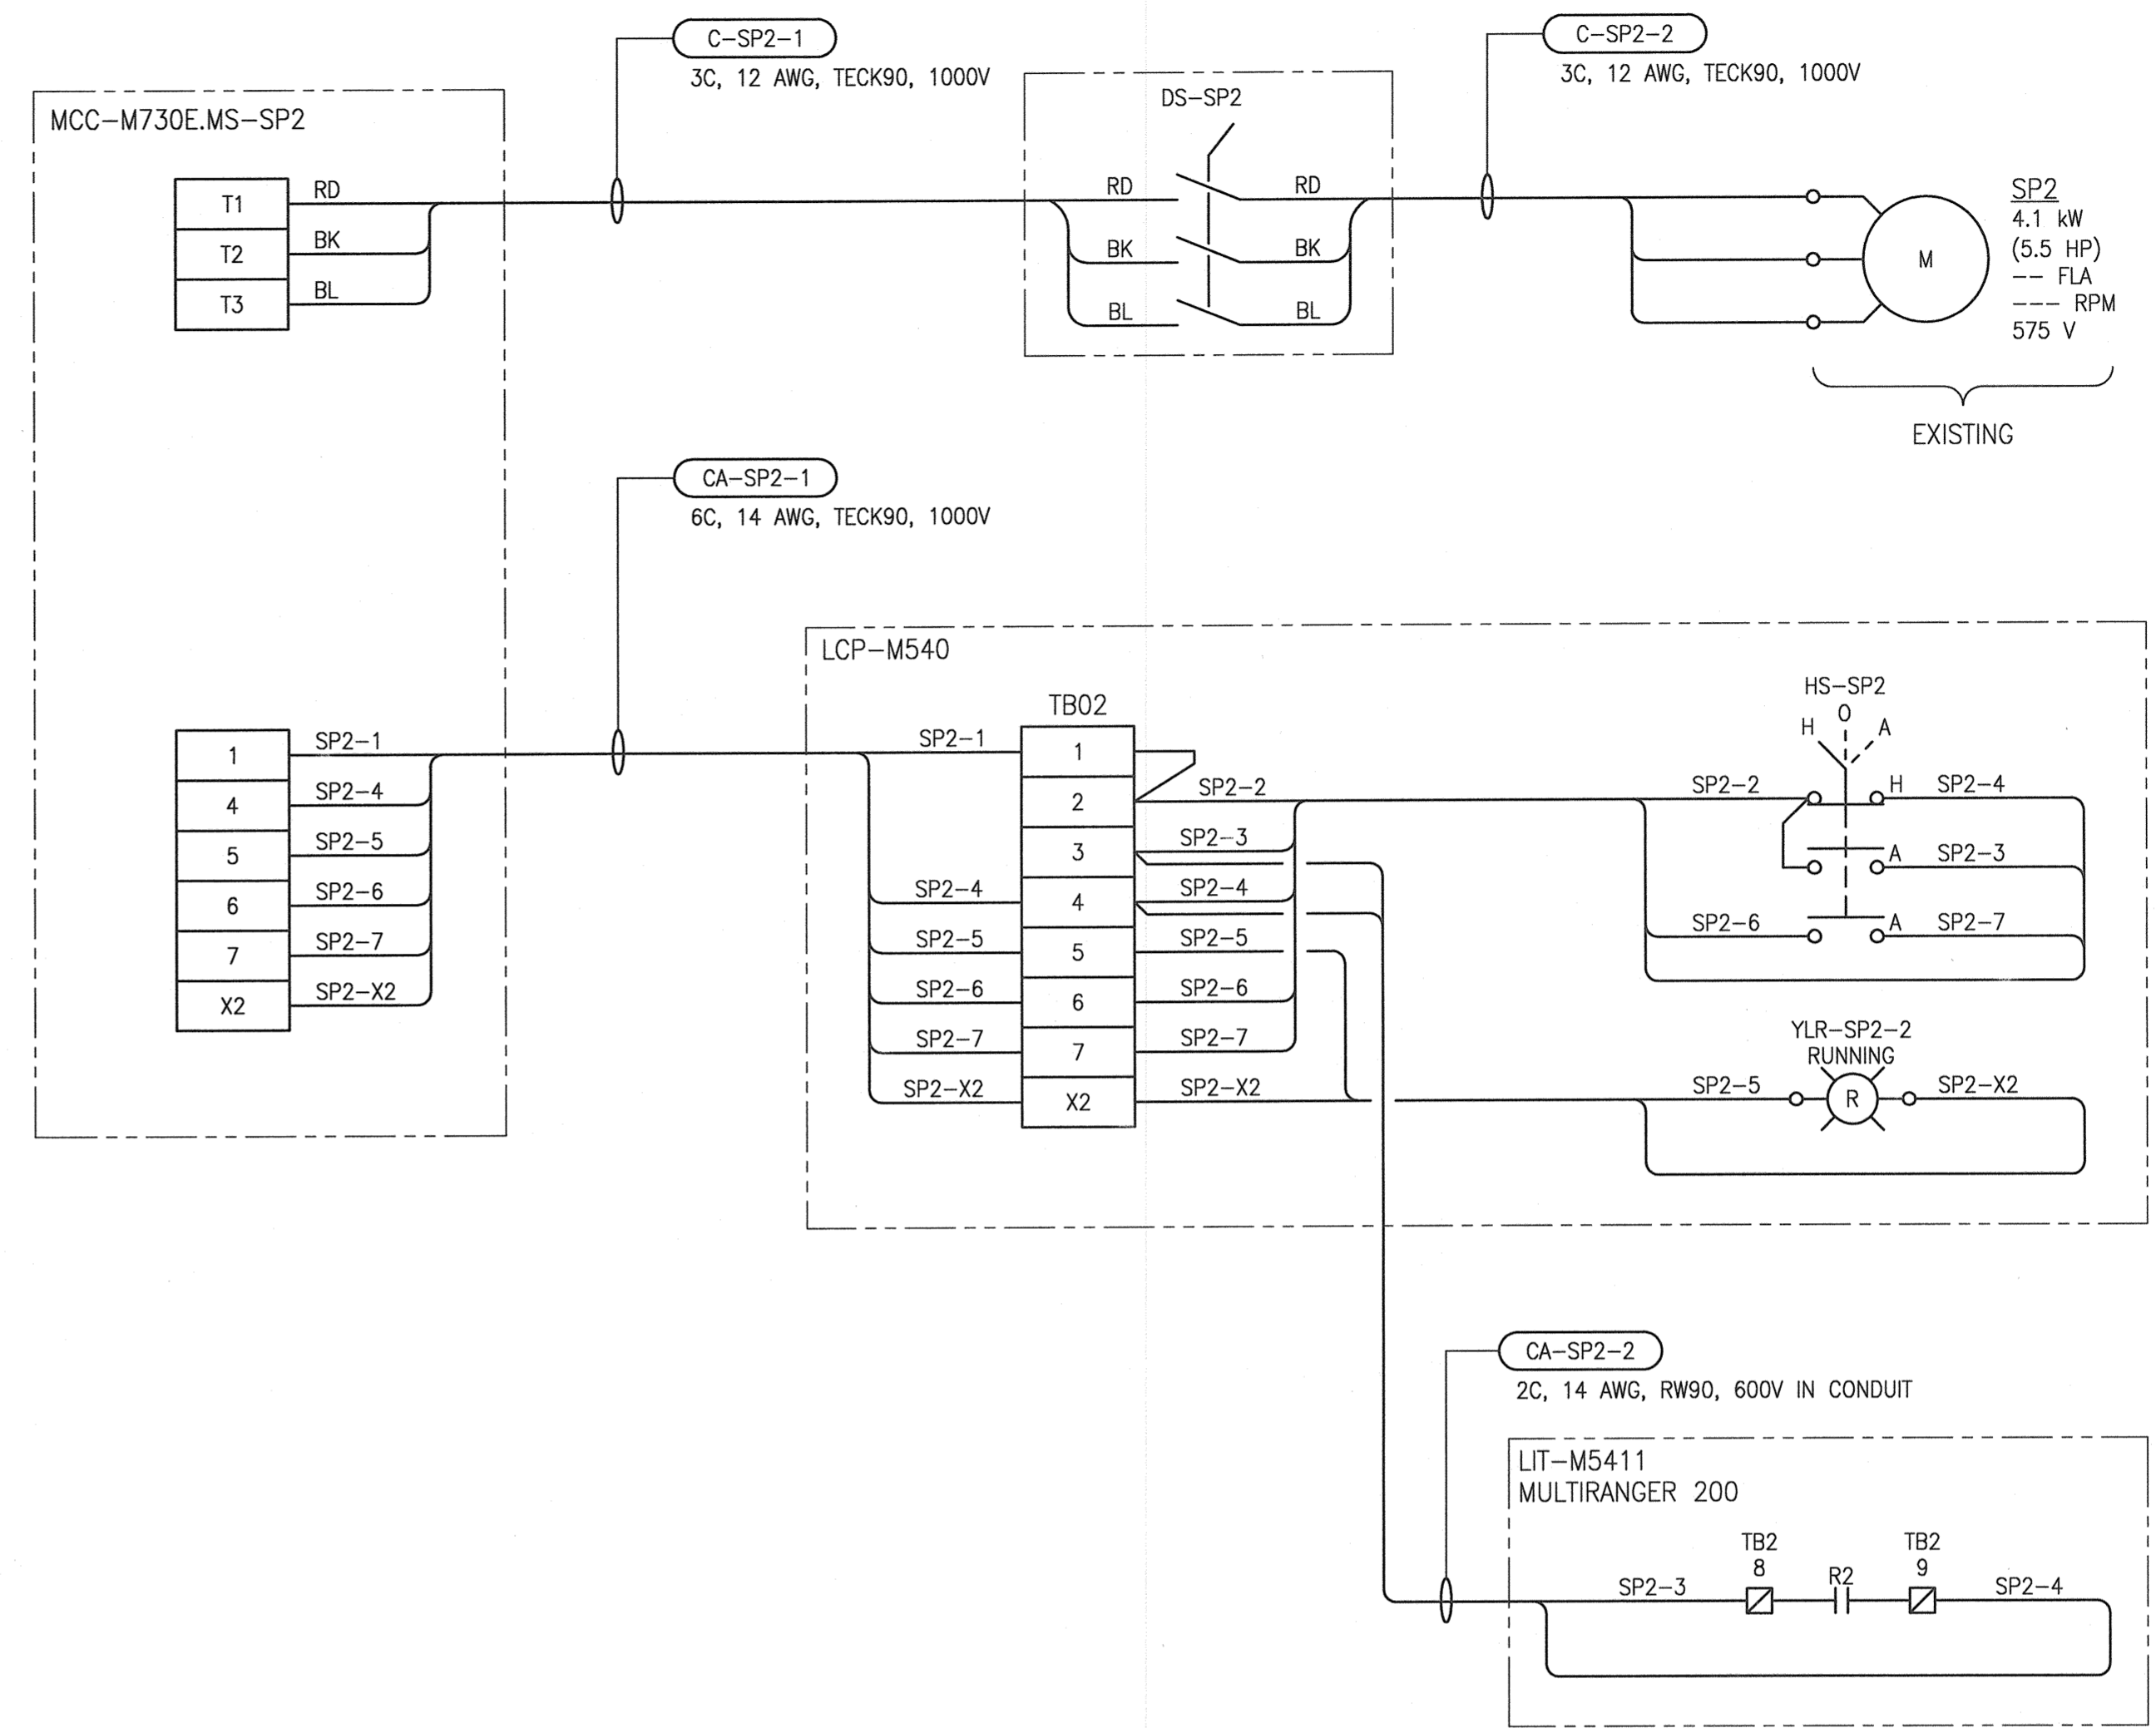 C-SP2-1
3C, 12 AWG, TECK90, 1000V
C-SP2-2
3C, 12 AWG, TECK90, 1000V
MCC-M730E.MS-SP2
T1
RD
T2
BK
T3
BL
DS-SP2
RD
RD
BK
BK
BL
BL
M
SP2
4.1 kW
(5.5 HP)
-- FLA
--- RPM
575 V
EXISTING
CA-SP2-1
6C, 14 AWG, TECK90, 1000V
1
SP2-1
4
SP2-4
5
SP2-5
6
SP2-6
7
SP2-7
X2
SP2-X2
LCP-M540
TB02
SP2-1
1
2
SP2-2
3
SP2-3
SP2-4
4
SP2-4
SP2-5
5
SP2-5
SP2-6
6
SP2-6
SP2-7
7
SP2-7
SP2-X2
X2
SP2-X2
HS-SP2
H
O
A
SP2-2
H
SP2-4
A
SP2-3
SP2-6
A
SP2-7
YLR-SP2-2
RUNNING
SP2-5
R
SP2-X2
CA-SP2-2
2C, 14 AWG, RW90, 600V IN CONDUIT
LIT-M5411
MULTIRANGER 200
SP2-3
TB2
8
R2
TB2
9
SP2-4